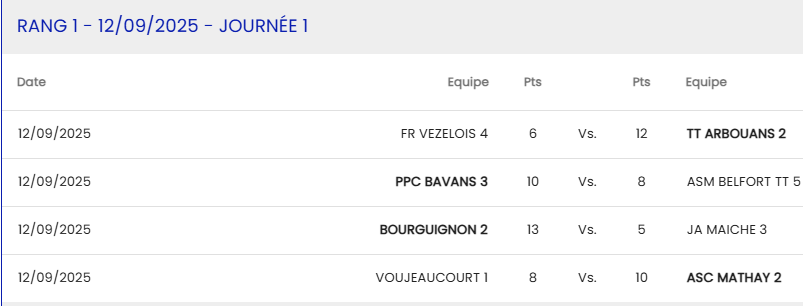 RANG 1 - 12/09/2025 - JOURNÉE 1
Date Equipe Pts Pts Equipe
12/09/2025 FR VEZELOIS 4 6 Vs. 12 TT ARBOUANS 2
12/09/2025 PPC BAVANS 3 10 Vs. 8 ASM BELFORT TT 5
12/09/2025 BOURGUIGNON 2 13 Vs. 5 JA MAICHE 3
12/09/2025 VOUJEAUCOURT 1 8 Vs. 10 ASC MATHAY 2